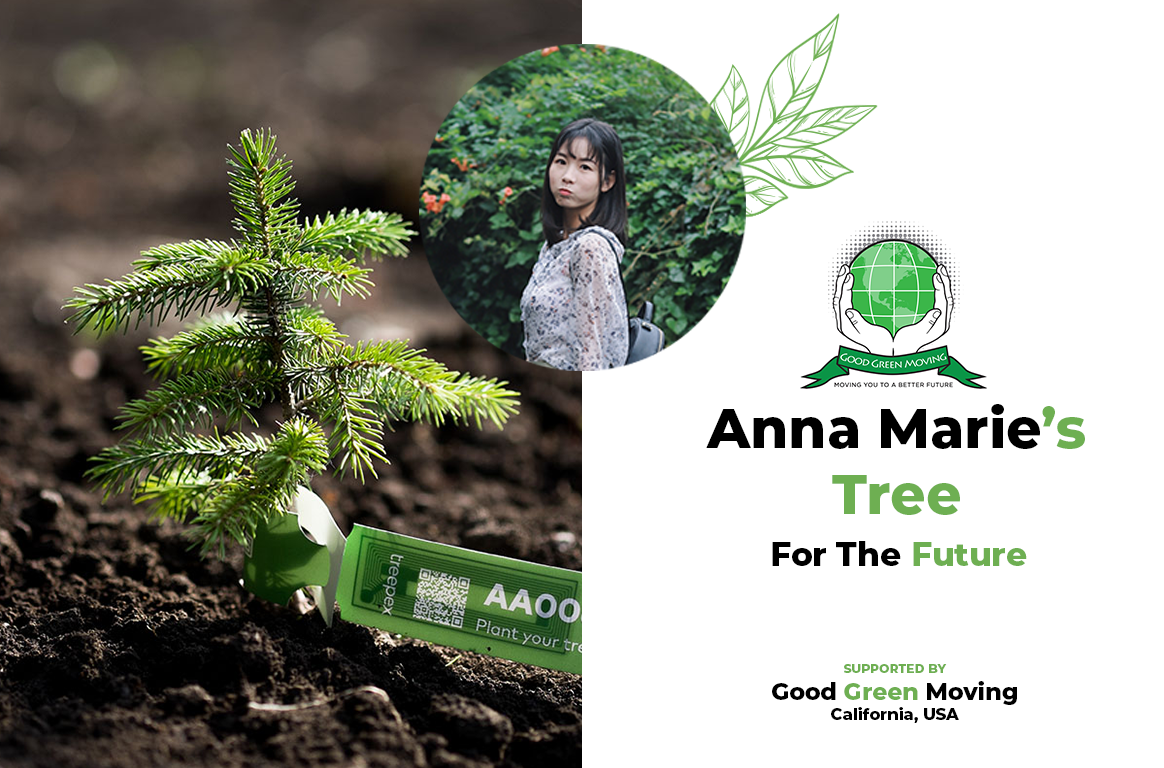 GOOD GREEN MOVING
MOVING YOU TO A BETTER FUTURE
Anna Marie’s
Tree
For The Future
treepex
AA00
Plant your tre
SUPPORTED BY
Good Green Moving
California, USA